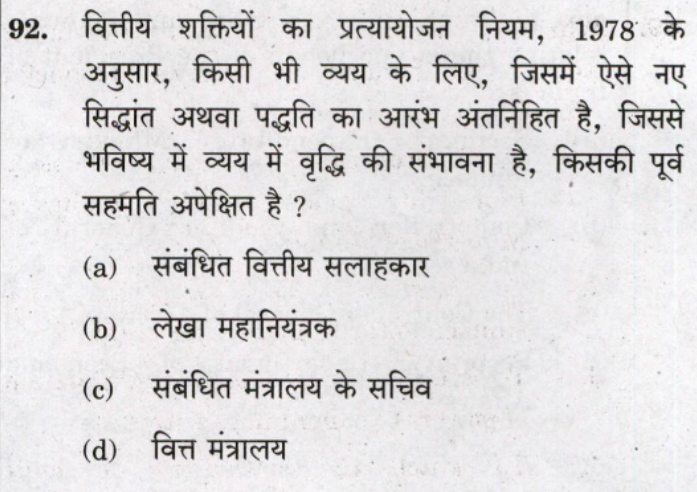 92. वित्तीय शक्तियों का प्रत्यायोजन नियम, 1978 के
अनुसार, किसी भी व्यय के लिए, जिसमें ऐसे नए
सिद्धांत अथवा पद्धति का आरंभ अंतर्निहित है, जिससे
भविष्य में व्यय में वृद्धि की संभावना है, किसकी पूर्व
सहमति अपेक्षित है ?
(a) संबंधित वित्तीय सलाहकार
(b) लेखा महानियंत्रक
(c) संबंधित मंत्रालय के सचिव
(d) वित्त मंत्रालय